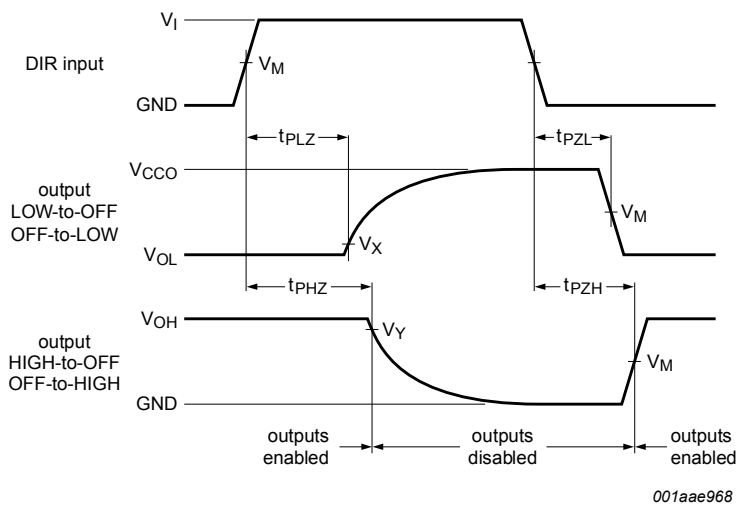 V_I
DIR input
V_M
GND
t_PLZ
t_PZL
V_CCO
output
LOW-to-OFF
OFF-to-LOW
V_M
V_X
V_OL
t_PHZ
t_PZH
V_OH
V_Y
output
HIGH-to-OFF
OFF-to-HIGH
V_M
GND
outputs
enabled
outputs
disabled
outputs
enabled
001aae968